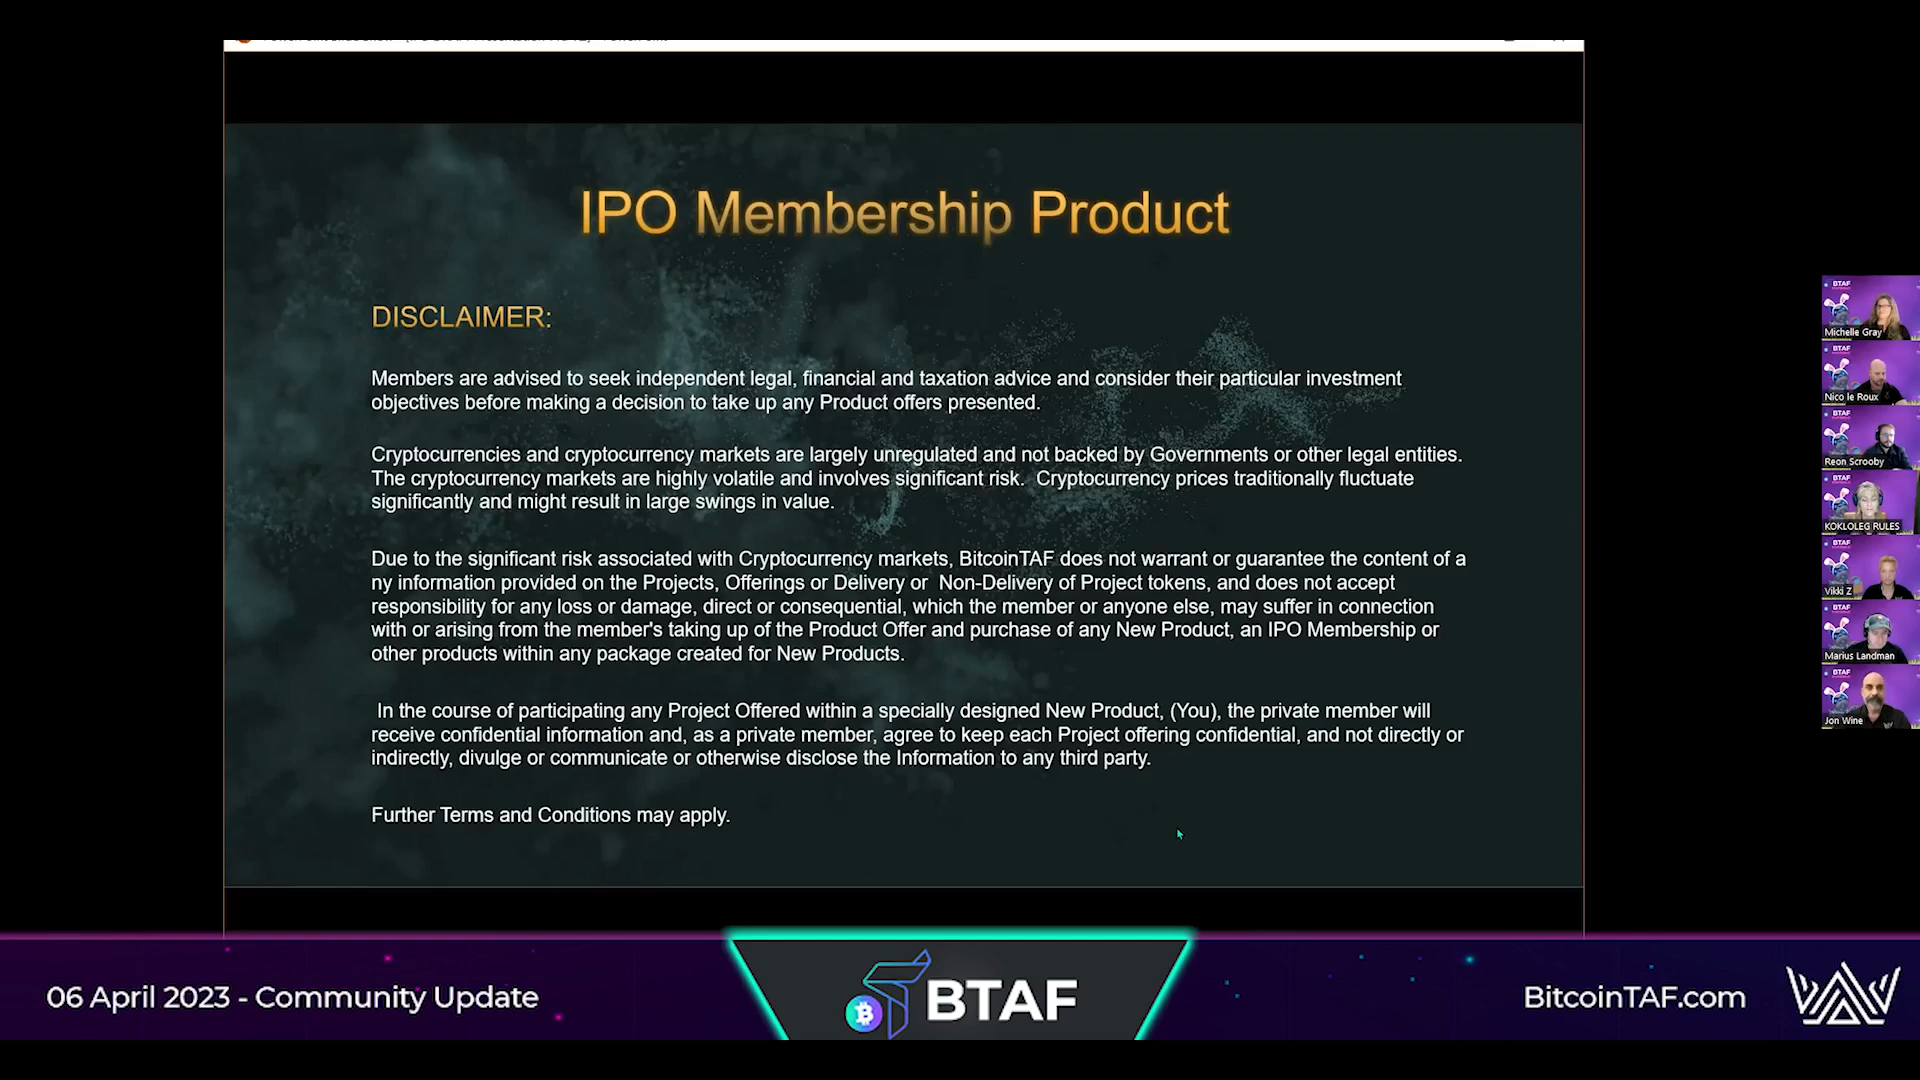 IPO Membership Product
DISCLAIMER:
Members are advised to seek independent legal, financial and taxation advice and consider their particular investment
objectives before making a decision to take up any Product offers presented.
Cryptocurrencies and cryptocurrency markets are largely unregulated and not backed by Governments or other legal entities.
The cryptocurrency markets are highly volatile and involves significant risk.  Cryptocurrency prices traditionally fluctuate
significantly and might result in large swings in value.
Due to the significant risk associated with Cryptocurrency markets, BitcoinTAF does not warrant or guarantee the content of a
ny information provided on the Projects, Offerings or Delivery or  Non-Delivery of Project tokens, and does not accept
responsibility for any loss or damage, direct or consequential, which the member or anyone else, may suffer in connection
with or arising from the member's taking up of the Product Offer and purchase of any New Product, an IPO Membership or
other products within any package created for New Products.
In the course of participating any Project Offered within a specially designed New Product, (You), the private member will
receive confidential information and, as a private member, agree to keep each Project offering confidential, and not directly or
indirectly, divulge or communicate or otherwise disclose the Information to any third party.
Further Terms and Conditions may apply.
BTAF
Michelle Gray
BTAF
Nico le Roux
BTAF
Reon Scrooby
BTAF
KOKLOLEG RULES
BTAF
Vikki Z
BTAF
Marius Landman
BTAF
Jon Wine
06 April 2023 - Community Update
BTAF
BitcoinTAF.com